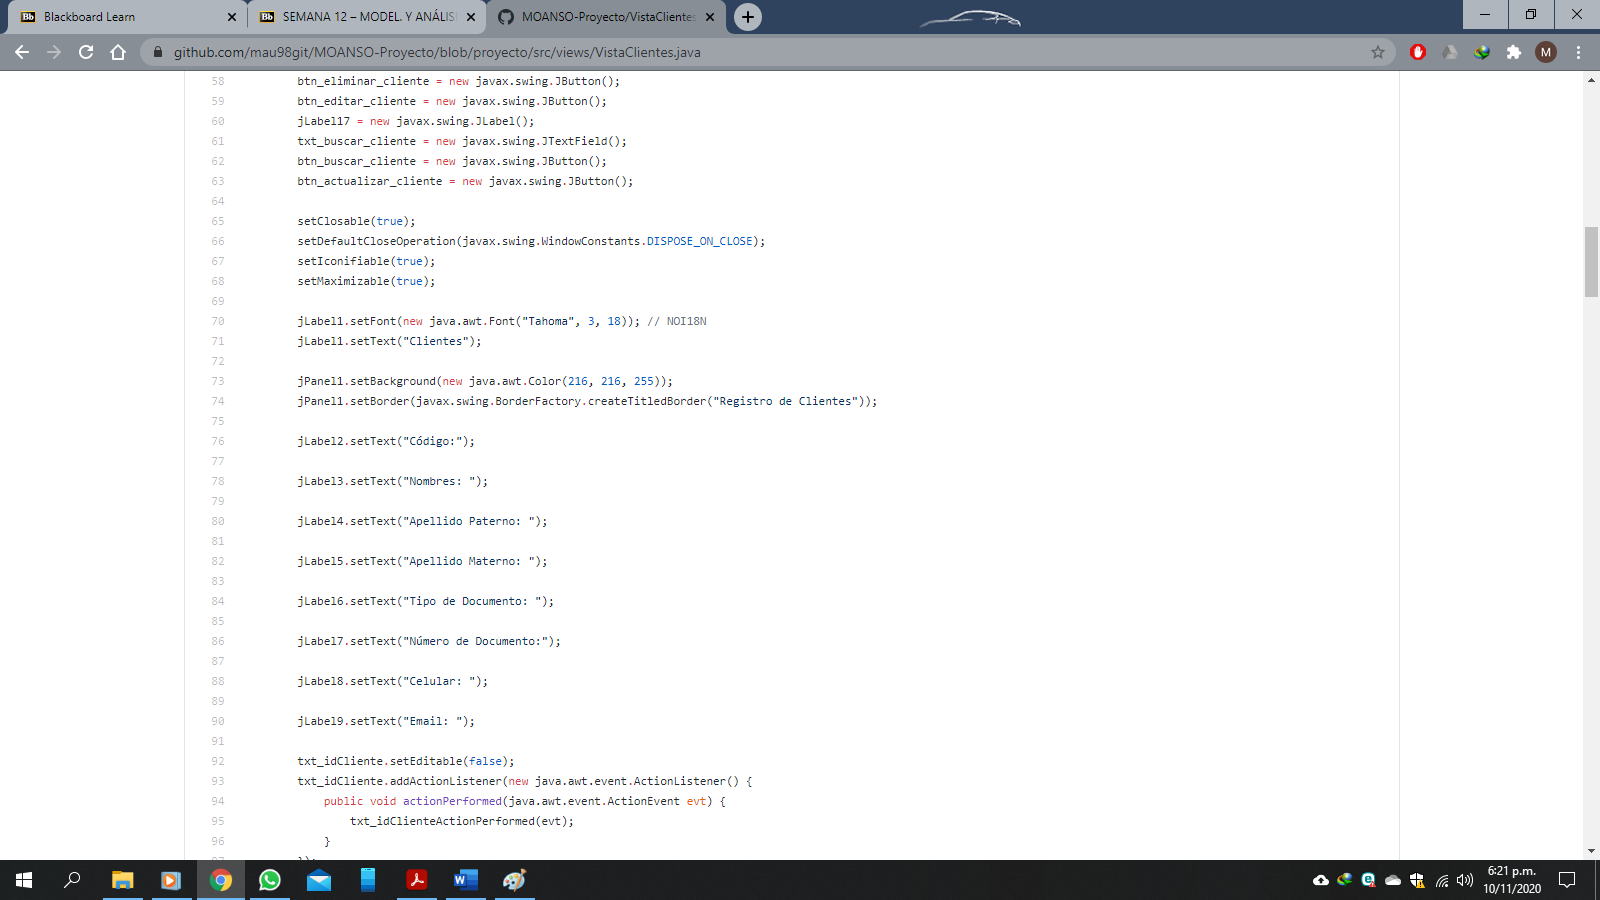 Blackboard Learn
SEMANA 12 – MODEL. Y ANÁLIS
MOANSO-Proyecto/VistaClientes
github.com/mau98git/MOANSO-Proyecto/blob/proyecto/src/views/VistaClientes.java
M
58 btn_eliminar_cliente = new javax.swing.JButton();
59 btn_editar_cliente = new javax.swing.JButton();
60 jLabel17 = new javax.swing.JLabel();
61 txt_buscar_cliente = new javax.swing.JTextField();
62 btn_buscar_cliente = new javax.swing.JButton();
63 btn_actualizar_cliente = new javax.swing.JButton();
64
65 setClosable(true);
66 setDefaultCloseOperation(javax.swing.WindowConstants.DISPOSE_ON_CLOSE);
67 setIconifiable(true);
68 setMaximizable(true);
69
70 jLabel1.setFont(new java.awt.Font("Tahoma", 3, 18)); // NOI18N
71 jLabel1.setText("Clientes");
72
73 jPanel1.setBackground(new java.awt.Color(216, 216, 255));
74 jPanel1.setBorder(javax.swing.BorderFactory.createTitledBorder("Registro de Clientes"));
75
76 jLabel2.setText("Código:");
77
78 jLabel3.setText("Nombres: ");
79
80 jLabel4.setText("Apellido Paterno: ");
81
82 jLabel5.setText("Apellido Materno: ");
83
84 jLabel6.setText("Tipo de Documento: ");
85
86 jLabel7.setText("Número de Documento:");
87
88 jLabel8.setText("Celular: ");
89
90 jLabel9.setText("Email: ");
91
92 txt_idCliente.setEditable(false);
93 txt_idCliente.addActionListener(new java.awt.event.ActionListener() {
94 public void actionPerformed(java.awt.event.ActionEvent evt) {
95 txt_idClienteActionPerformed(evt);
96 }
97 });
6:21 p.m.
10/11/2020